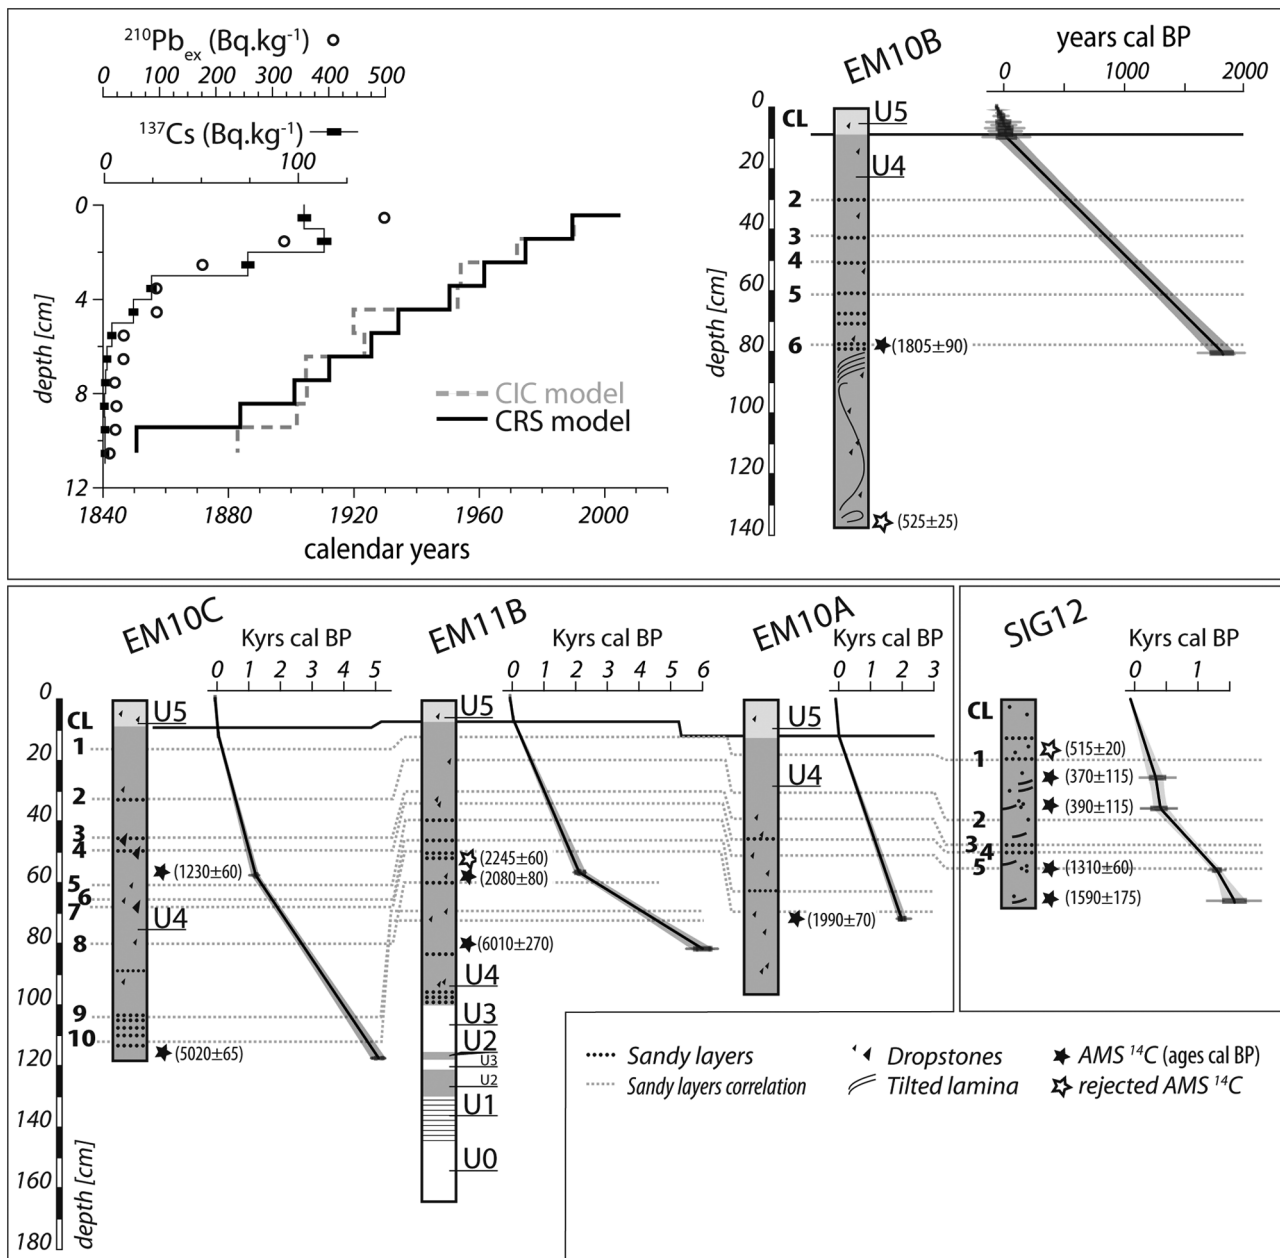 210Pbex (Bq.kg-1)
0 100 200 300 400 500
137Cs (Bq.kg-1)
0 100
0
4
8
12
depth [cm]
CIC model
CRS model
1840 1880 1920 1960 2000
calendar years
EM10B
years cal BP
0 1000 2000
0
20
40
60
80
100
120
140
depth [cm]
CL
2
3
4
5
6
U5
U4
(1805±90)
(525±25)
EM10C
Kyrs cal BP
0 1 2 3 4 5
EM11B
Kyrs cal BP
0 1 2 3 4 5 6
EM10A
Kyrs cal BP
0 1 2 3
SIG12
Kyrs cal BP
0 1
0
20
40
60
80
100
120
140
160
180
depth [cm]
CL
1
2
3
4
5
6
7
8
9
10
U5
(1230±60)
U4
(5020±65)
U5
(2245±60)
(2080±80)
(6010±270)
U4
U3
U2
U3
U2
U1
U0
U5
U4
(1990±70)
CL
1
2
3
4
5
(515±20)
(370±115)
(390±115)
(1310±60)
(1590±175)
Sandy layers
Sandy layers correlation
Dropstones
Tilted lamina
AMS 14C (ages cal BP)
rejected AMS 14C